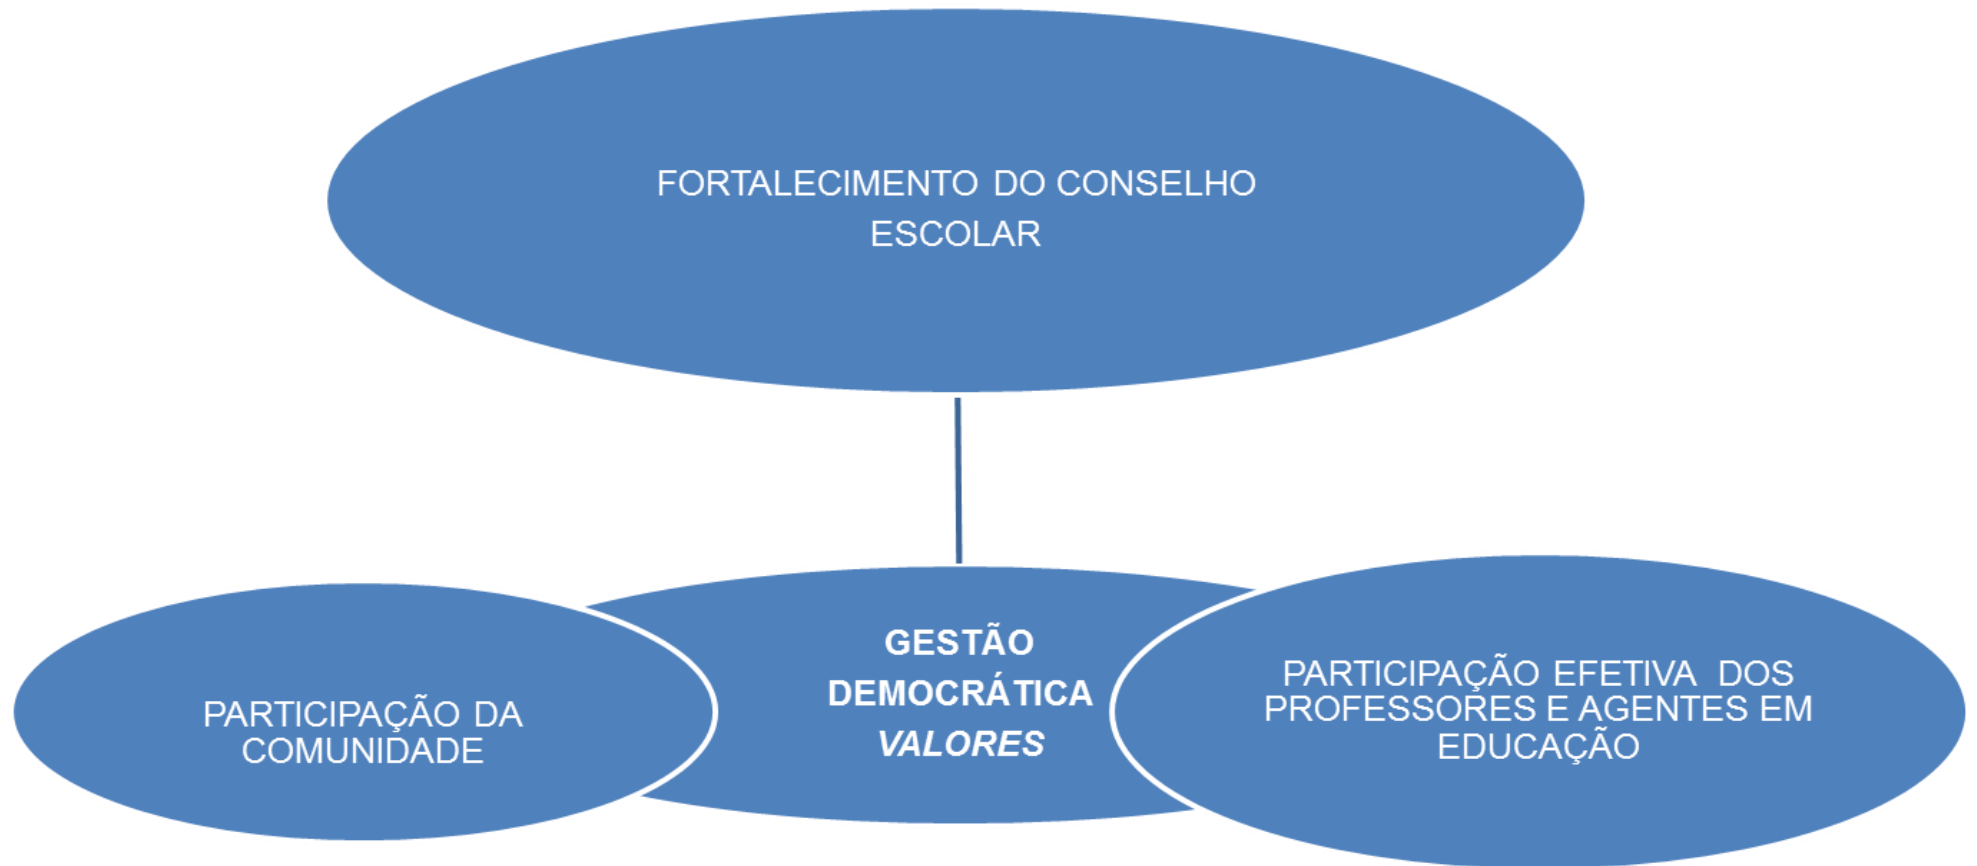 FORTALECIMENTO DO CONSELHO
ESCOLAR
PARTICIPAÇÃO DA
COMUNIDADE
GESTÃO
DEMOCRÁTICA
VALORES
PARTICIPAÇÃO EFETIVA DOS
PROFESSORES E AGENTES EM
EDUCAÇÃO